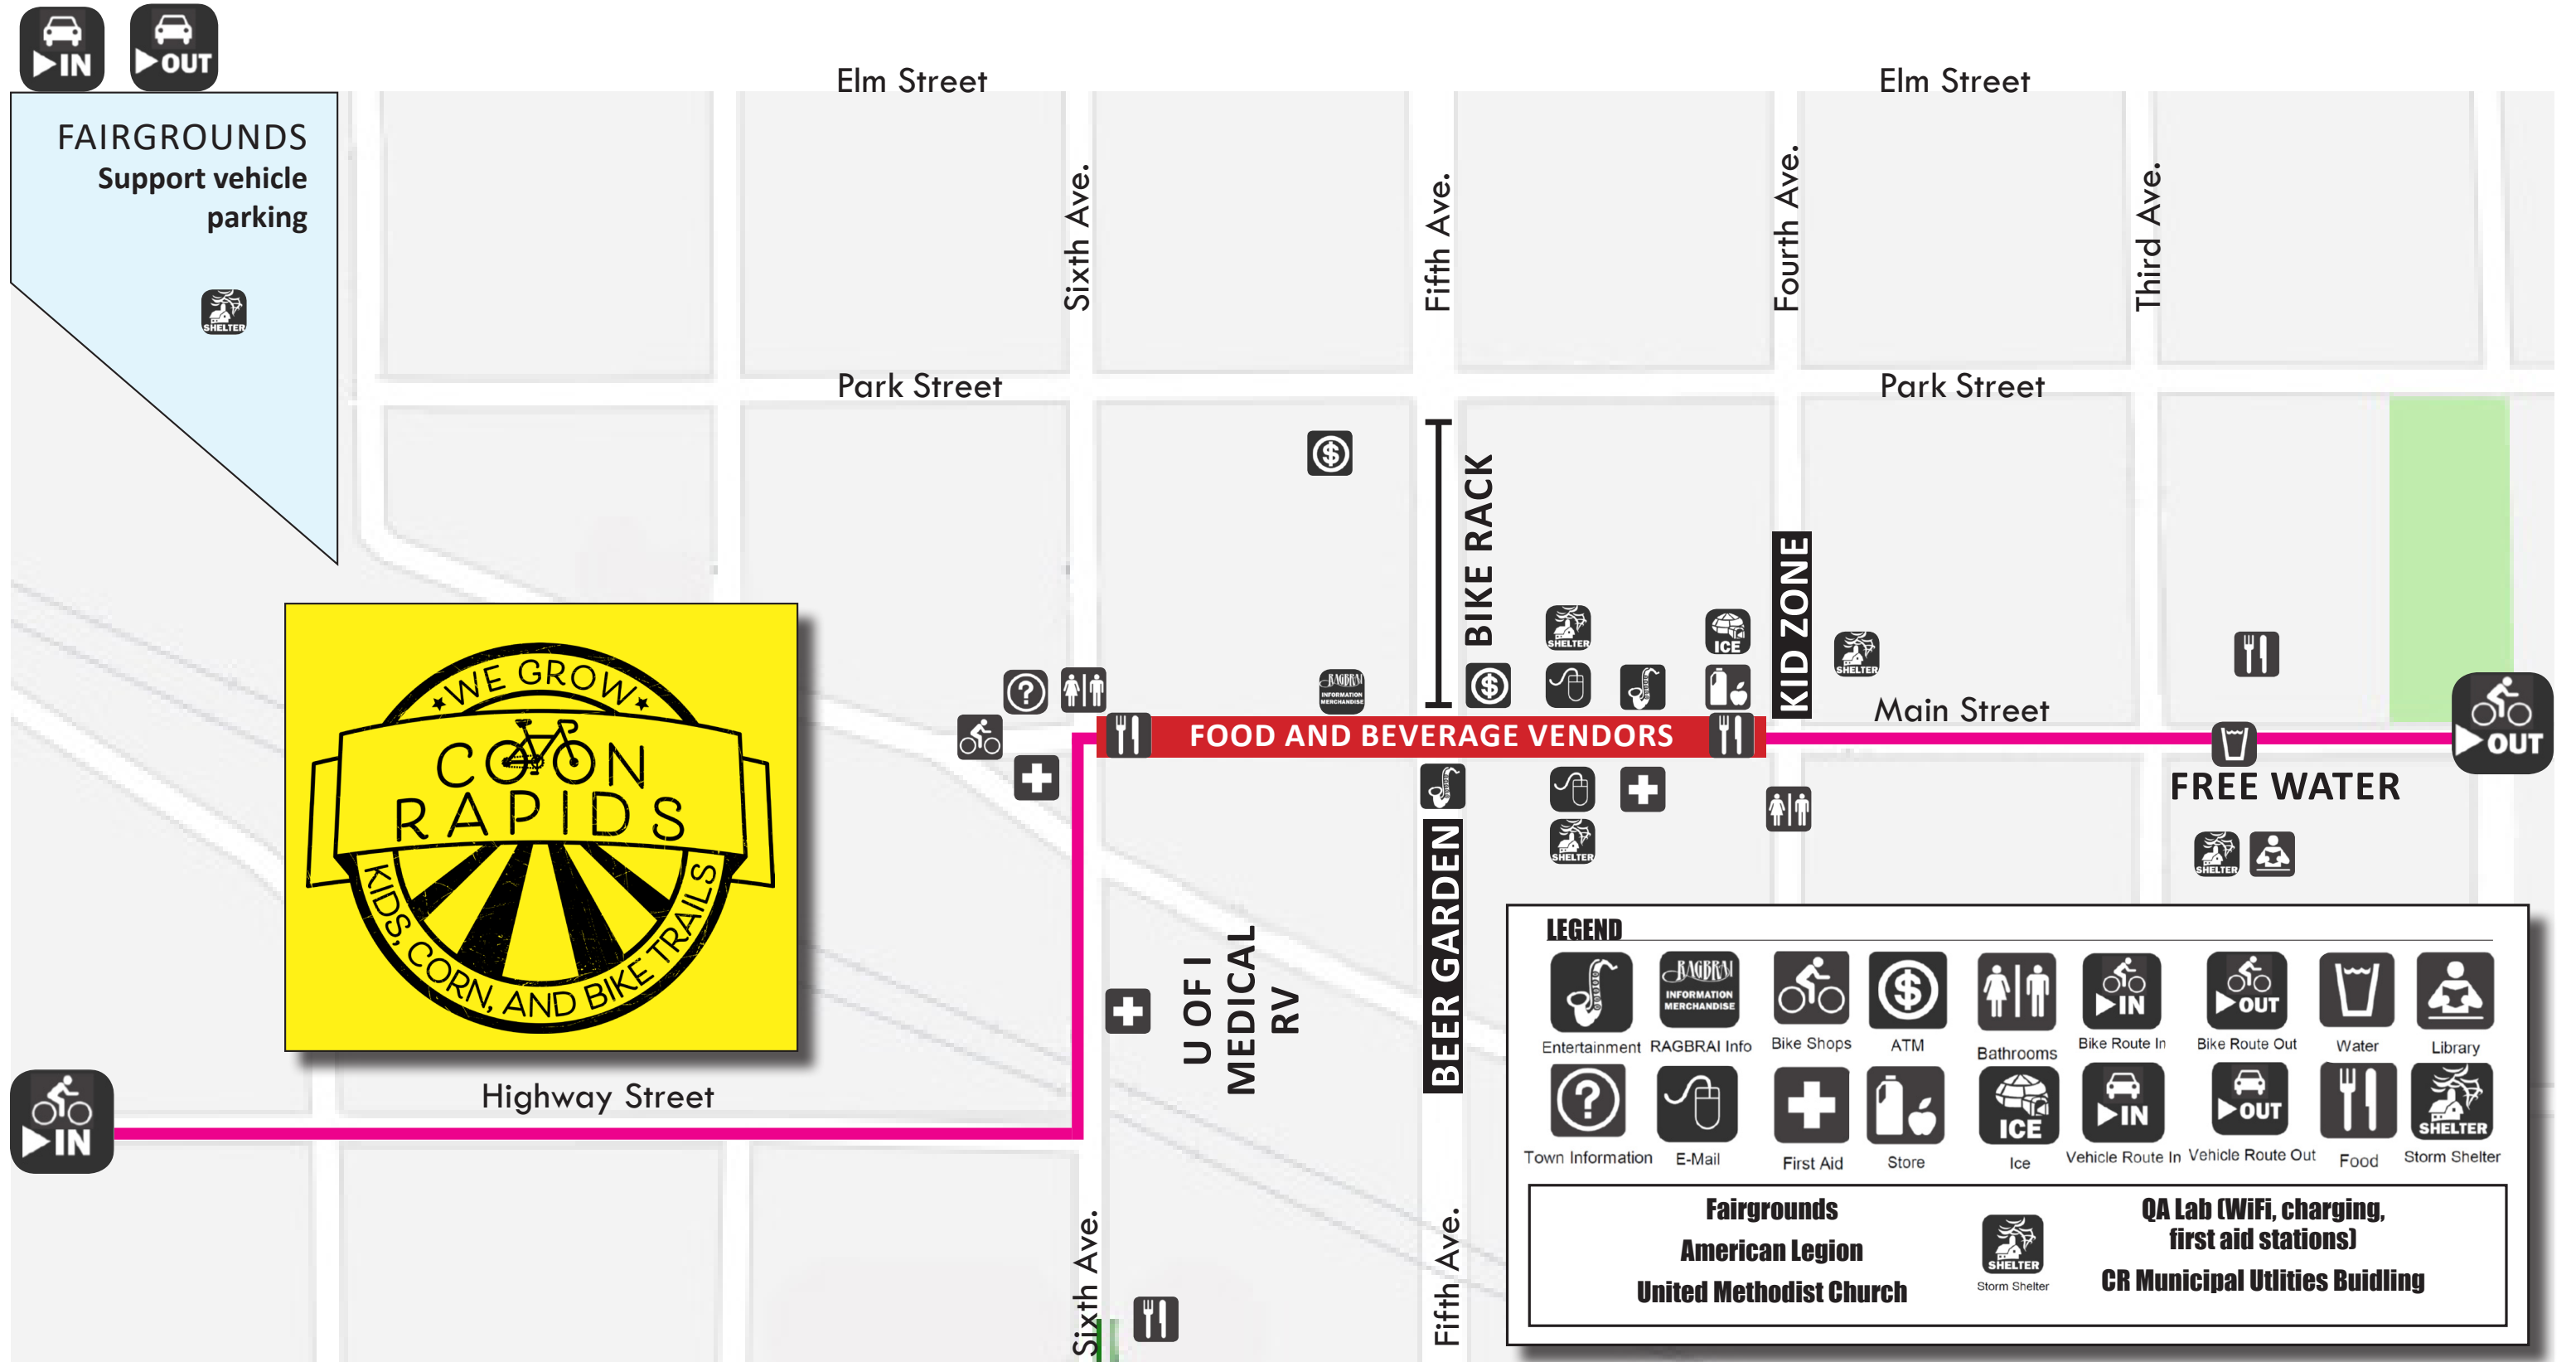 IN
OUT
Elm Street
Elm Street
FAIRGROUNDS
Support vehicle
parking
SHELTER
Sixth Ave.
Fifth Ave.
Fourth Ave.
Third Ave.
Park Street
Park Street
BIKE RACK
KID ZONE
SHELTER
ICE
SHELTER
RAGBRAI
INFORMATION
MERCHANDISE
Main Street
FOOD AND BEVERAGE VENDORS
OUT
FREE WATER
SHELTER
SHELTER
WE GROW
COON
RAPIDS
KIDS, CORN, AND BIKE TRAILS
BEER GARDEN
U OF I
MEDICAL
RV
Highway Street
IN
Sixth Ave.
Fifth Ave.
LEGEND
RAGBRAI
INFORMATION
MERCHANDISE
IN
OUT
Entertainment
RAGBRAI Info
Bike Shops
ATM
Bathrooms
Bike Route In
Bike Route Out
Water
Library
ICE
IN
OUT
SHELTER
Town Information
E-Mail
First Aid
Store
Ice
Vehicle Route In
Vehicle Route Out
Food
Storm Shelter
Fairgrounds
American Legion
United Methodist Church
SHELTER
Storm Shelter
QA Lab (WiFi, charging,
first aid stations)
CR Municipal Utlities Buidling